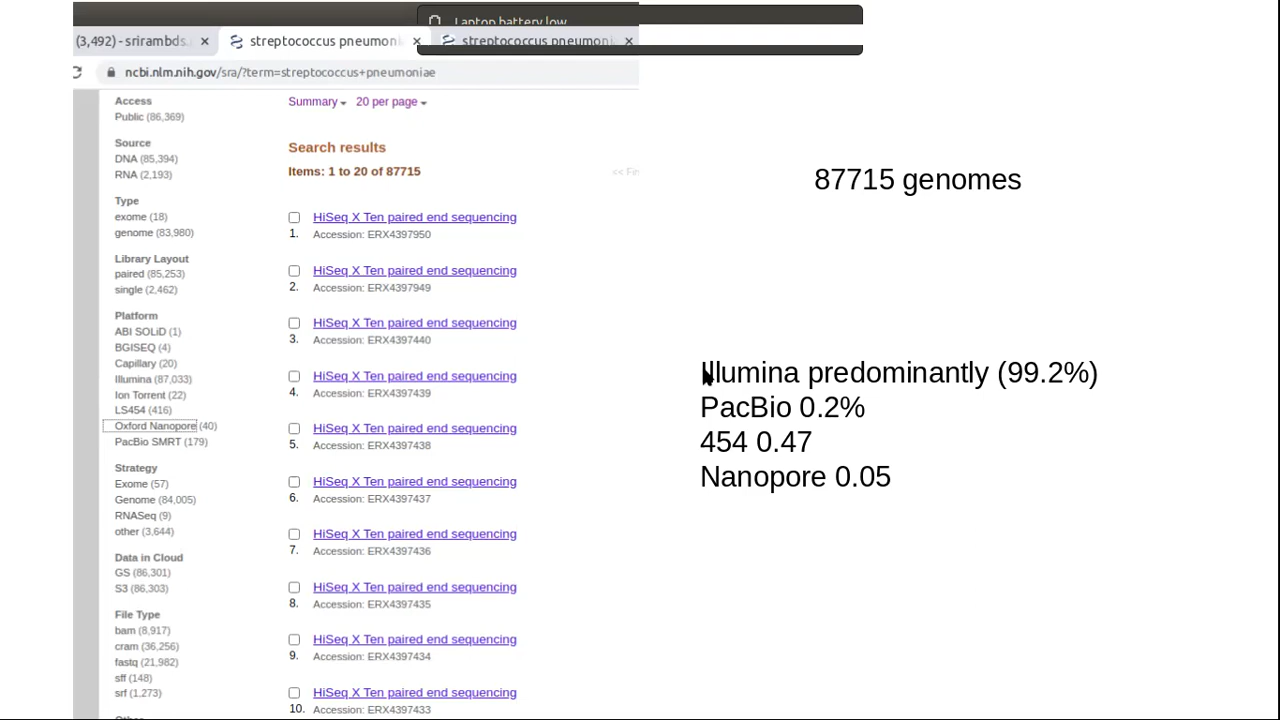 Laptop battery low
(3,492) - srirambds.
streptococcus pneumoni
streptococcus pneumoni
ncbi.nlm.nih.gov/sra/?term=streptococcus+pneumoniae
Access
Public (86,369)
Source
DNA (85,394)
RNA (2,193)
Type
exome (18)
genome (83,980)
Library Layout
paired (85,253)
single (2,462)
Platform
ABI SOLiD (1)
BGISEQ (4)
Capillary (20)
Illumina (87,033)
Ion Torrent (22)
LS454 (416)
Oxford Nanopore (40)
PacBio SMRT (179)
Strategy
Exome (57)
Genome (84,005)
RNASeq (9)
other (3,644)
Data in Cloud
GS (86,301)
S3 (86,303)
File Type
bam (8,917)
cram (36,256)
fastq (21,982)
sff (148)
srf (1,273)
Summary 20 per page
Search results
Items: 1 to 20 of 87715
<<
HiSeq X Ten paired end sequencing
1. Accession: ERX4397950
HiSeq X Ten paired end sequencing
2. Accession: ERX4397949
HiSeq X Ten paired end sequencing
3. Accession: ERX4397440
HiSeq X Ten paired end sequencing
4. Accession: ERX4397439
HiSeq X Ten paired end sequencing
5. Accession: ERX4397438
HiSeq X Ten paired end sequencing
6. Accession: ERX4397437
HiSeq X Ten paired end sequencing
7. Accession: ERX4397436
HiSeq X Ten paired end sequencing
8. Accession: ERX4397435
HiSeq X Ten paired end sequencing
9. Accession: ERX4397434
HiSeq X Ten paired end sequencing
10. Accession: ERX4397433
87715 genomes
Illumina predominantly (99.2%)
PacBio 0.2%
454 0.47
Nanopore 0.05